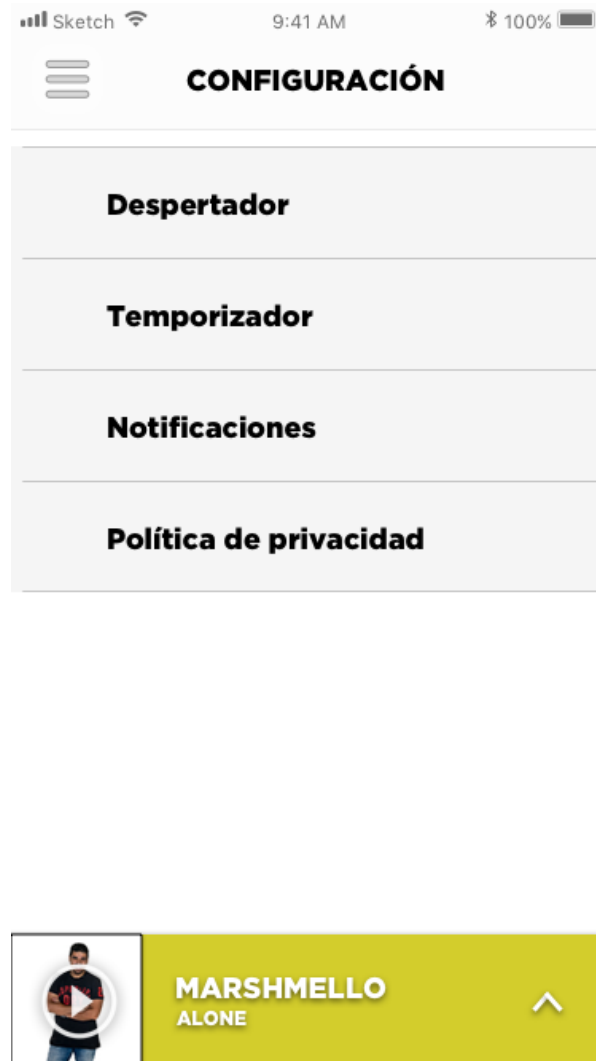 Sketch 9:41 AM 100%
CONFIGURACIÓN
Despertador
Temporizador
Notificaciones
Política de privacidad
MARSHMELLO
ALONE